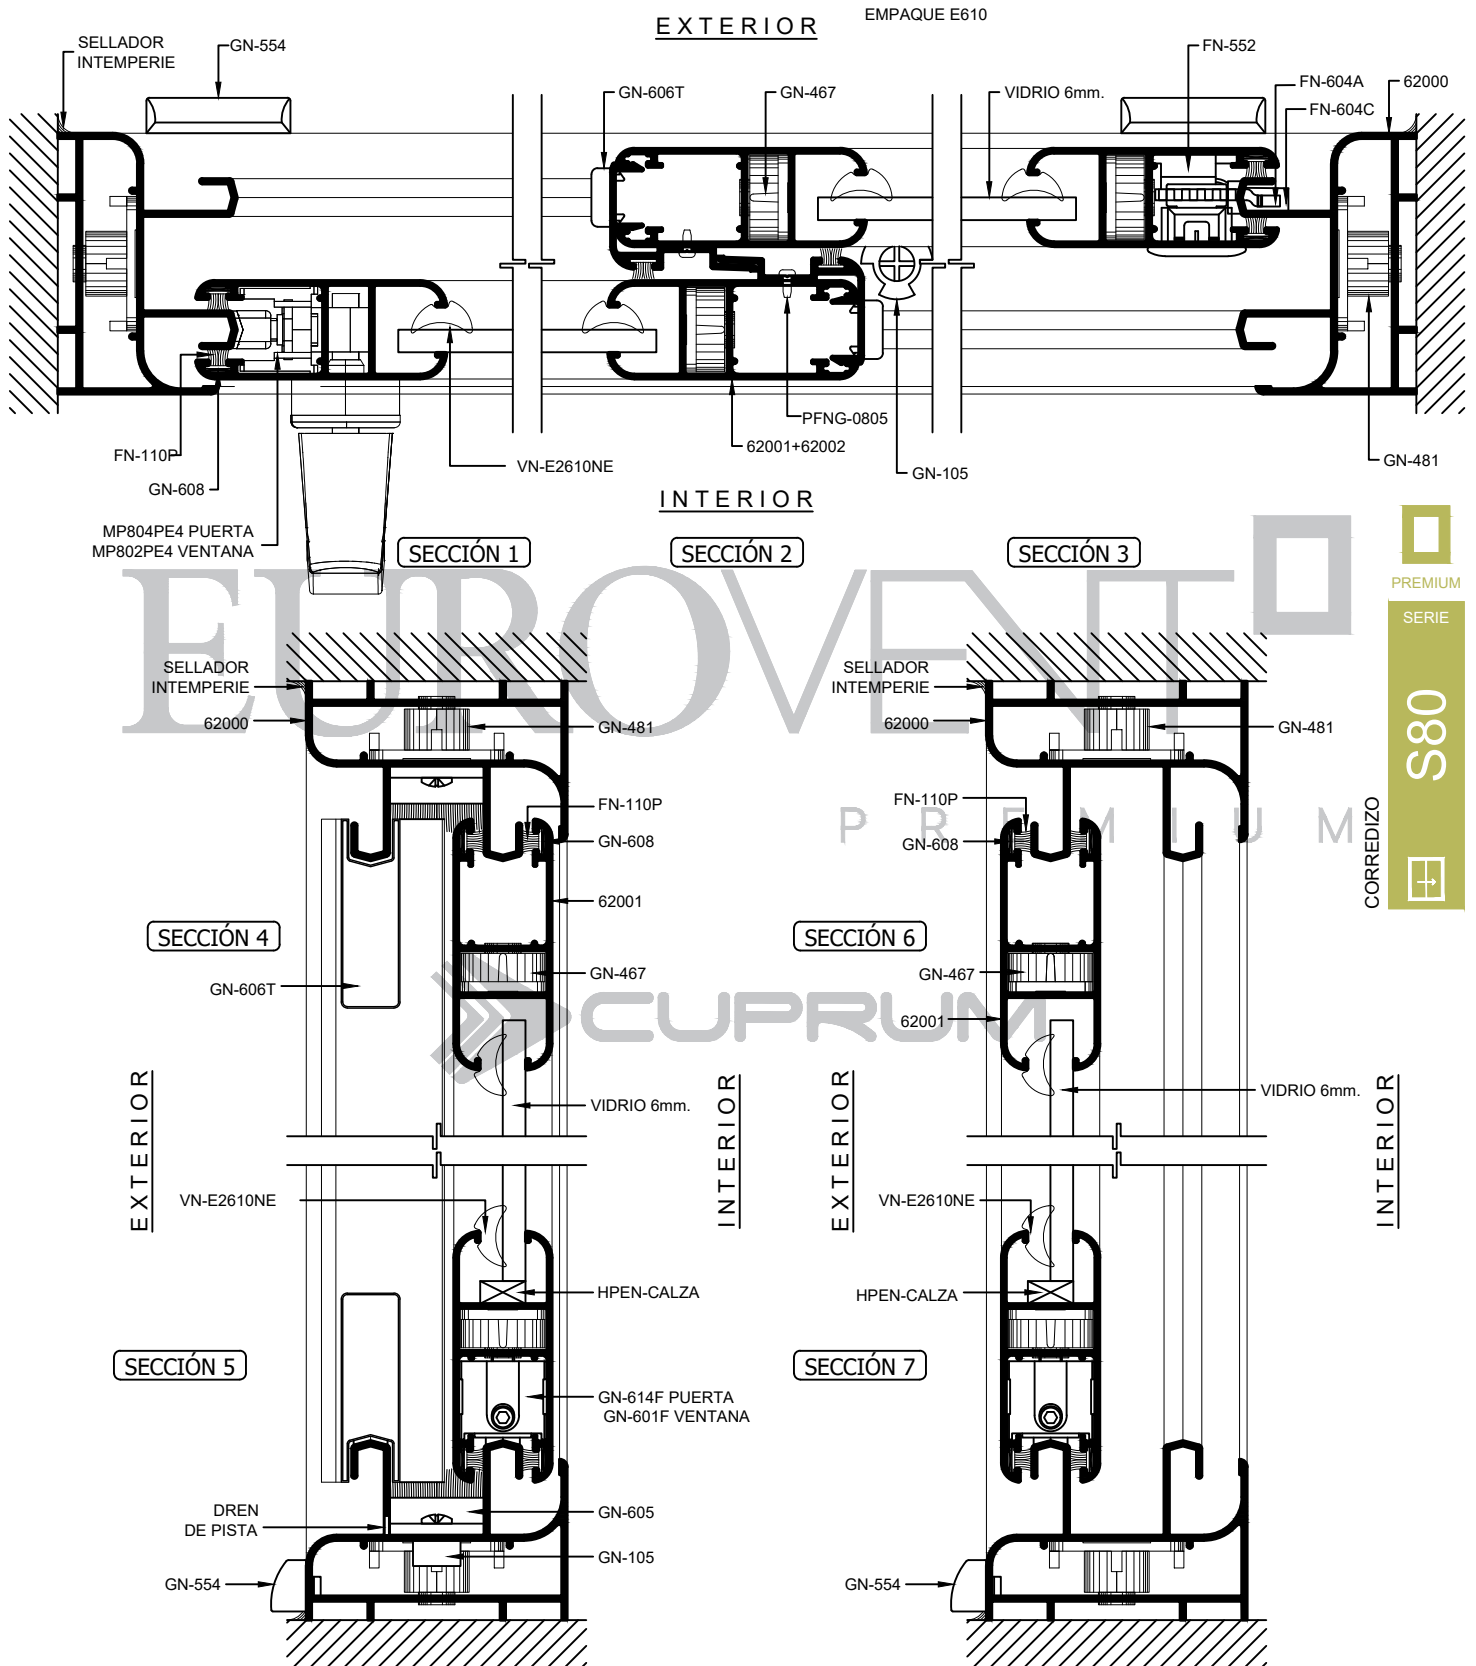 EMPAQUE E610
EXTERIOR
SELLADOR
INTEMPERIE
GN-554
GN-606T
GN-467
VIDRIO 6mm.
FN-552
FN-604A
62000
FN-604C
FN-110P
GN-608
MP804PE4 PUERTA
MP802PE4 VENTANA
VN-E2610NE
62001+62002
PFNG-0805
GN-105
GN-481
INTERIOR
SECCIÓN 1
SECCIÓN 2
SECCIÓN 3
EUROVENT
PREMIUM
PREMIUM
SERIE
S80
CORREDIZO
SELLADOR
INTEMPERIE
62000
GN-481
FN-110P
GN-608
62001
SECCIÓN 4
GN-606T
GN-467
CUPRUM
EXTERIOR
INTERIOR
VIDRIO 6mm.
VN-E2610NE
HPEN-CALZA
SECCIÓN 5
GN-614F PUERTA
GN-601F VENTANA
DREN
DE PISTA
GN-605
GN-105
GN-554
SELLADOR
INTEMPERIE
62000
GN-481
FN-110P
GN-608
SECCIÓN 6
GN-467
62001
EXTERIOR
INTERIOR
VIDRIO 6mm.
VN-E2610NE
HPEN-CALZA
SECCIÓN 7
GN-554